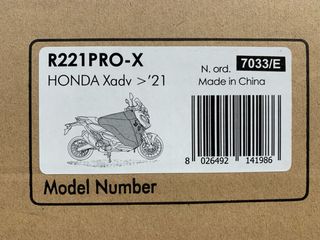 R221PRO-X
HONDA Xadv >'21
N. ord. 7033/E
Made in China
8 026492 141986
Model Number